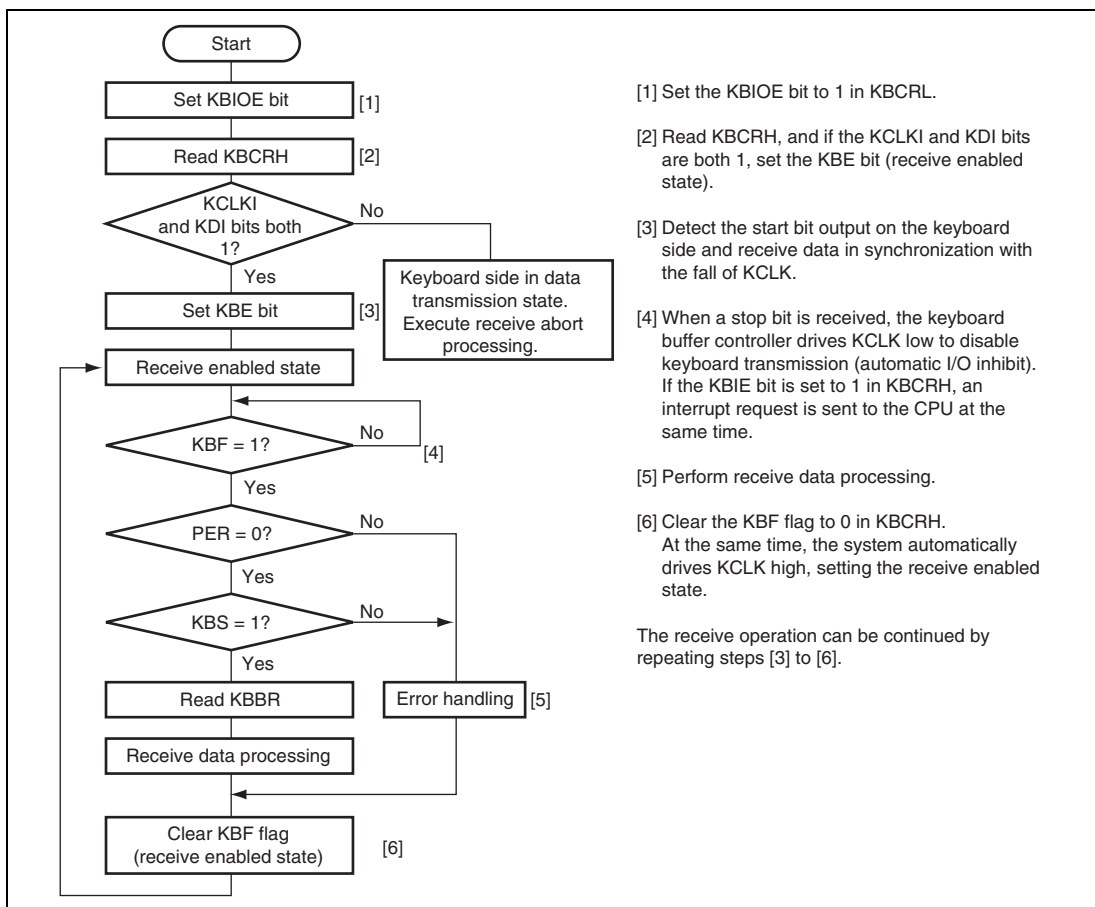 Start
Set KBIOE bit
[1]
Read KBCRH
[2]
KCLKI
and KDI bits both
1?
No
Yes
Keyboard side in data
transmission state.
Execute receive abort
processing.
Set KBE bit
[3]
Receive enabled state
KBF = 1?
No
[4]
Yes
PER = 0?
No
Yes
KBS = 1?
No
Yes
Read KBBR
Error handling
[5]
Receive data processing
Clear KBF flag
(receive enabled state)
[6]
[1] Set the KBIOE bit to 1 in KBCRL.
[2] Read KBCRH, and if the KCLKI and KDI bits
are both 1, set the KBE bit (receive enabled
state).
[3] Detect the start bit output on the keyboard
side and receive data in synchronization with
the fall of KCLK.
[4] When a stop bit is received, the keyboard
buffer controller drives KCLK low to disable
keyboard transmission (automatic I/O inhibit).
If the KBIE bit is set to 1 in KBCRH, an
interrupt request is sent to the CPU at the
same time.
[5] Perform receive data processing.
[6] Clear the KBF flag to 0 in KBCRH.
At the same time, the system automatically
drives KCLK high, setting the receive enabled
state.
The receive operation can be continued by
repeating steps [3] to [6].